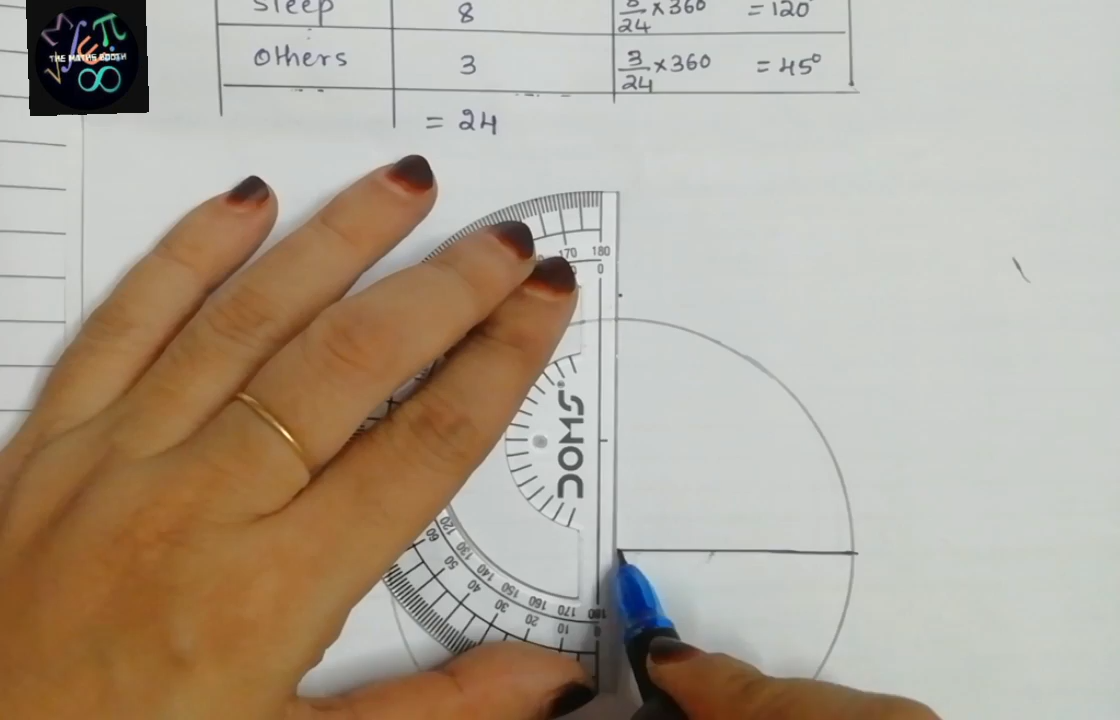 Sleep 8 8/24 × 360 = 120°
THE MATHS BOOTH
Others 3 3/24 × 360 = 45°
= 24
170 180
0
DOMS
120 130 140 150 160 170 180
60 50 40 30 20 10 0